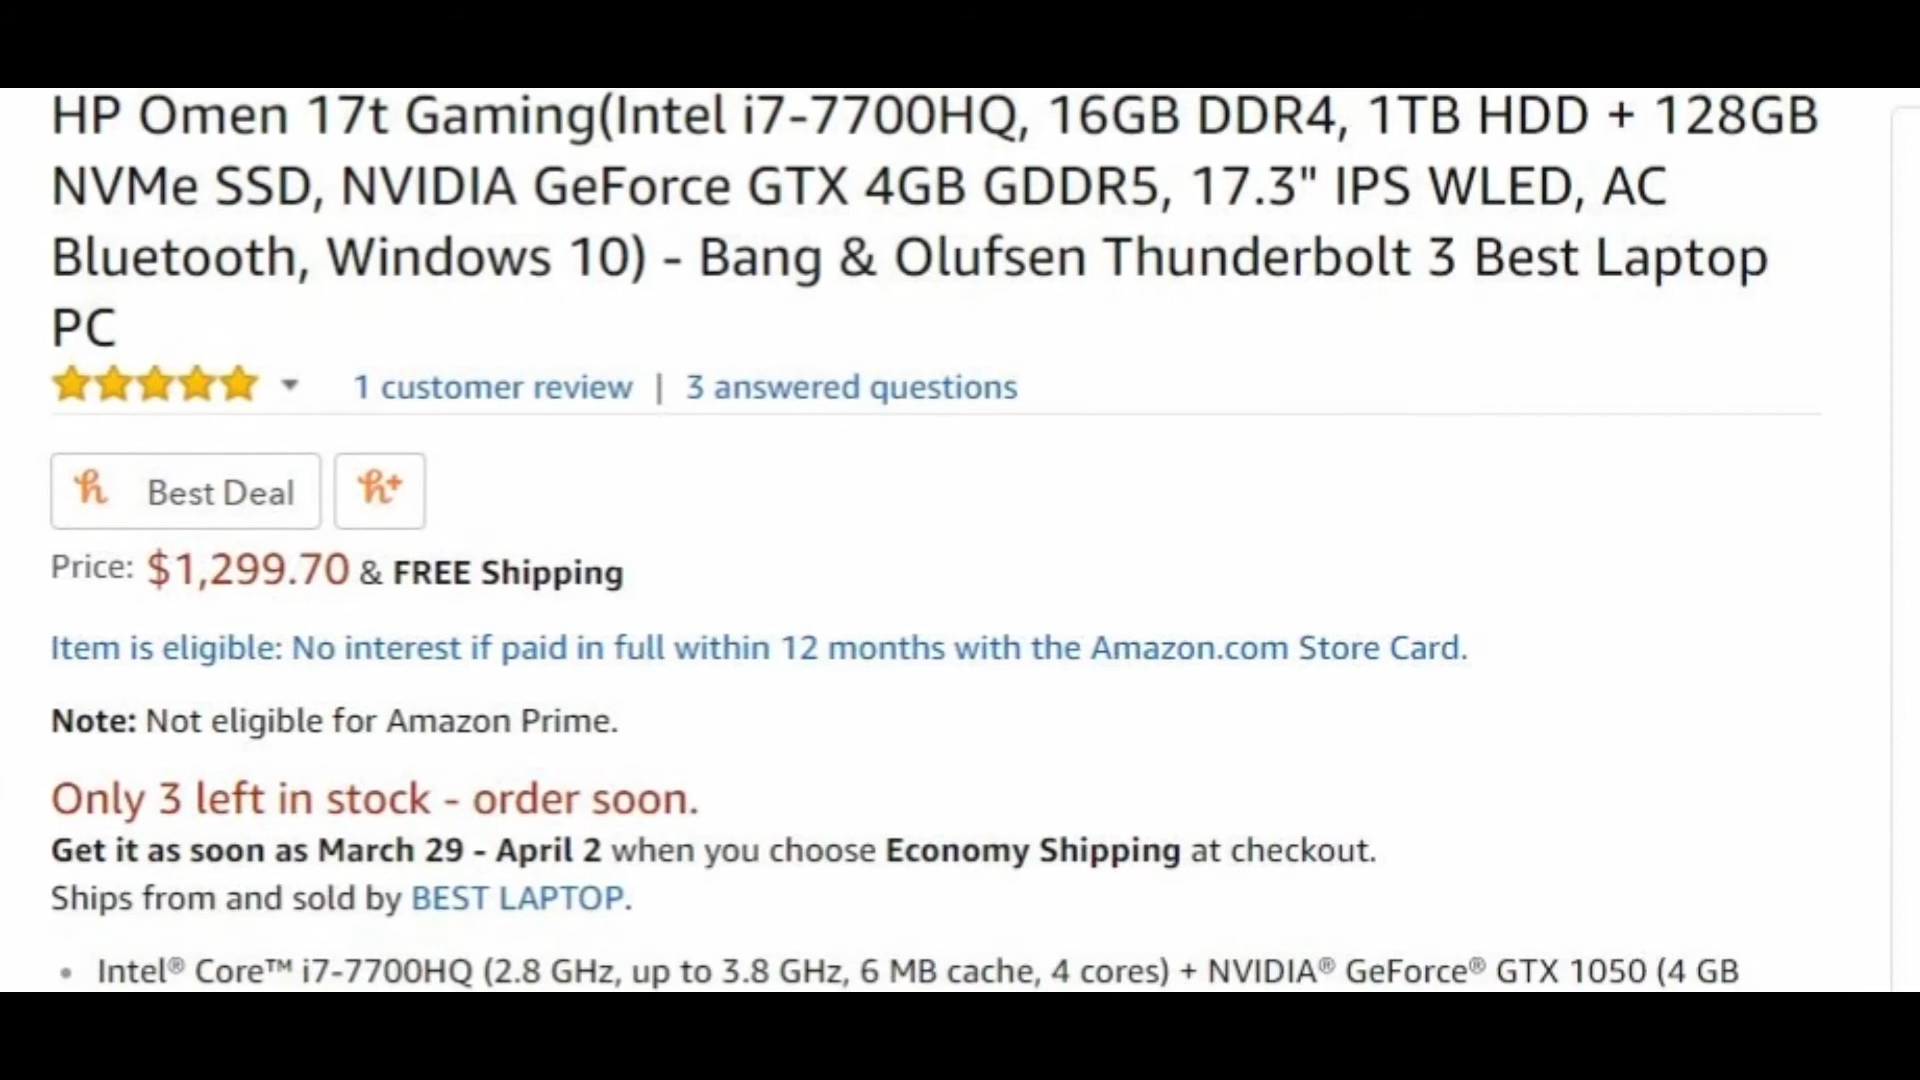 HP Omen 17t Gaming(Intel i7-7700HQ, 16GB DDR4, 1TB HDD + 128GB
NVMe SSD, NVIDIA GeForce GTX 4GB GDDR5, 17.3" IPS WLED, AC
Bluetooth, Windows 10) - Bang & Olufsen Thunderbolt 3 Best Laptop
PC
1 customer review | 3 answered questions
h Best Deal h+
Price: $1,299.70 & FREE Shipping
Item is eligible: No interest if paid in full within 12 months with the Amazon.com Store Card.
Note: Not eligible for Amazon Prime.
Only 3 left in stock - order soon.
Get it as soon as March 29 - April 2 when you choose Economy Shipping at checkout.
Ships from and sold by BEST LAPTOP.
• Intel® Core™ i7-7700HQ (2.8 GHz, up to 3.8 GHz, 6 MB cache, 4 cores) + NVIDIA® GeForce® GTX 1050 (4 GB